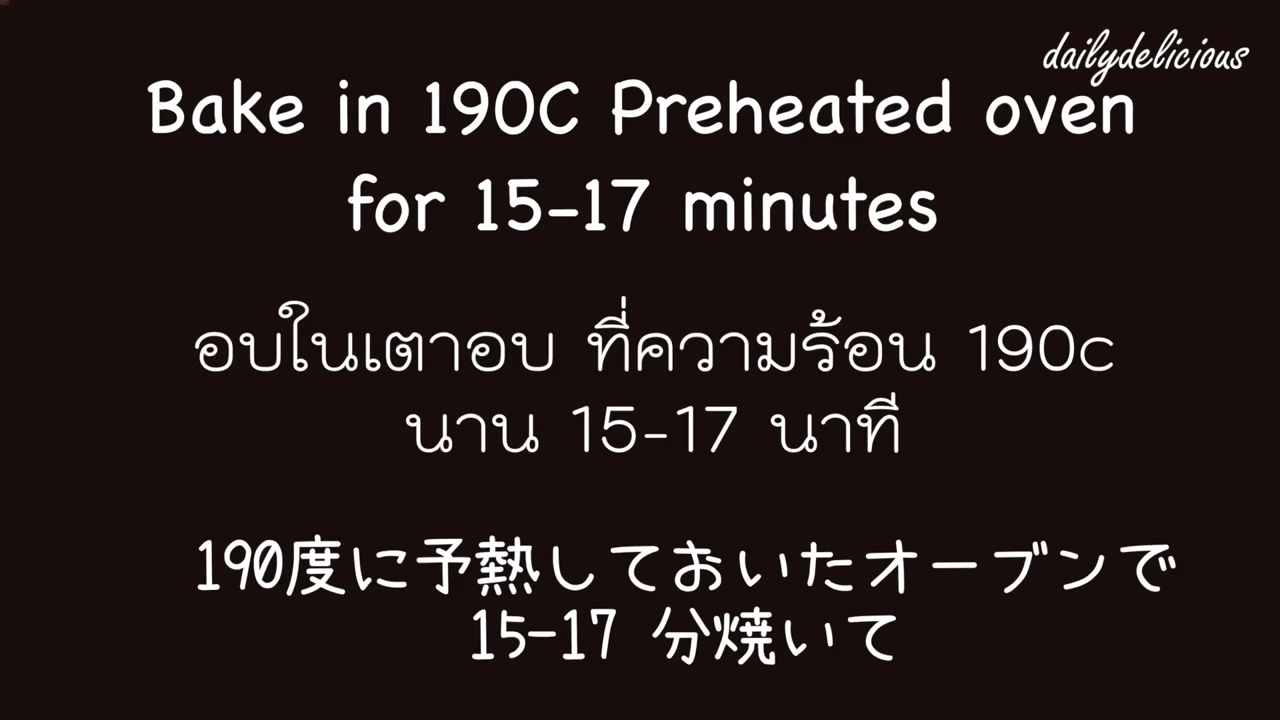 dailydelicious
Bake in 190C Preheated oven
for 15-17 minutes
อบในเตาอบ ที่ความร้อน 190c
นาน 15-17 นาที
190度に予熱しておいたオーブンで
15-17 分焼いて